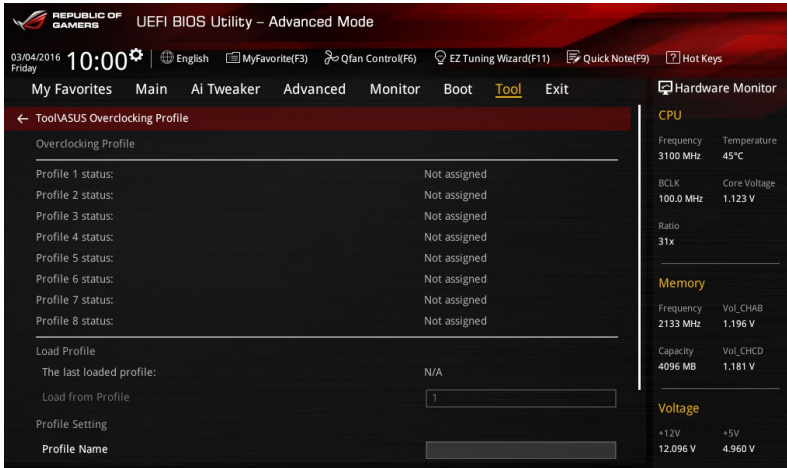 REPUBLIC OF
GAMERS
UEFI BIOS Utility – Advanced Mode
03/04/2016
Friday
10:00
English
MyFavorite(F3)
Qfan Control(F6)
EZ Tuning Wizard(F11)
Quick Note(F9)
? Hot Keys
My Favorites
Main
Ai Tweaker
Advanced
Monitor
Boot
Tool
Exit
Hardware Monitor
Tool\ASUS Overclocking Profile
Overclocking Profile
Profile 1 status: Not assigned
Profile 2 status: Not assigned
Profile 3 status: Not assigned
Profile 4 status: Not assigned
Profile 5 status: Not assigned
Profile 6 status: Not assigned
Profile 7 status: Not assigned
Profile 8 status: Not assigned
Load Profile
The last loaded profile: N/A
Load from Profile 1
Profile Setting
Profile Name
CPU
Frequency Temperature
3100 MHz 45°C
BCLK Core Voltage
100.0 MHz 1.123 V
Ratio
31x
Memory
Frequency Vol_CHAB
2133 MHz 1.196 V
Capacity Vol_CHCD
4096 MB 1.181 V
Voltage
+12V +5V
12.096 V 4.960 V